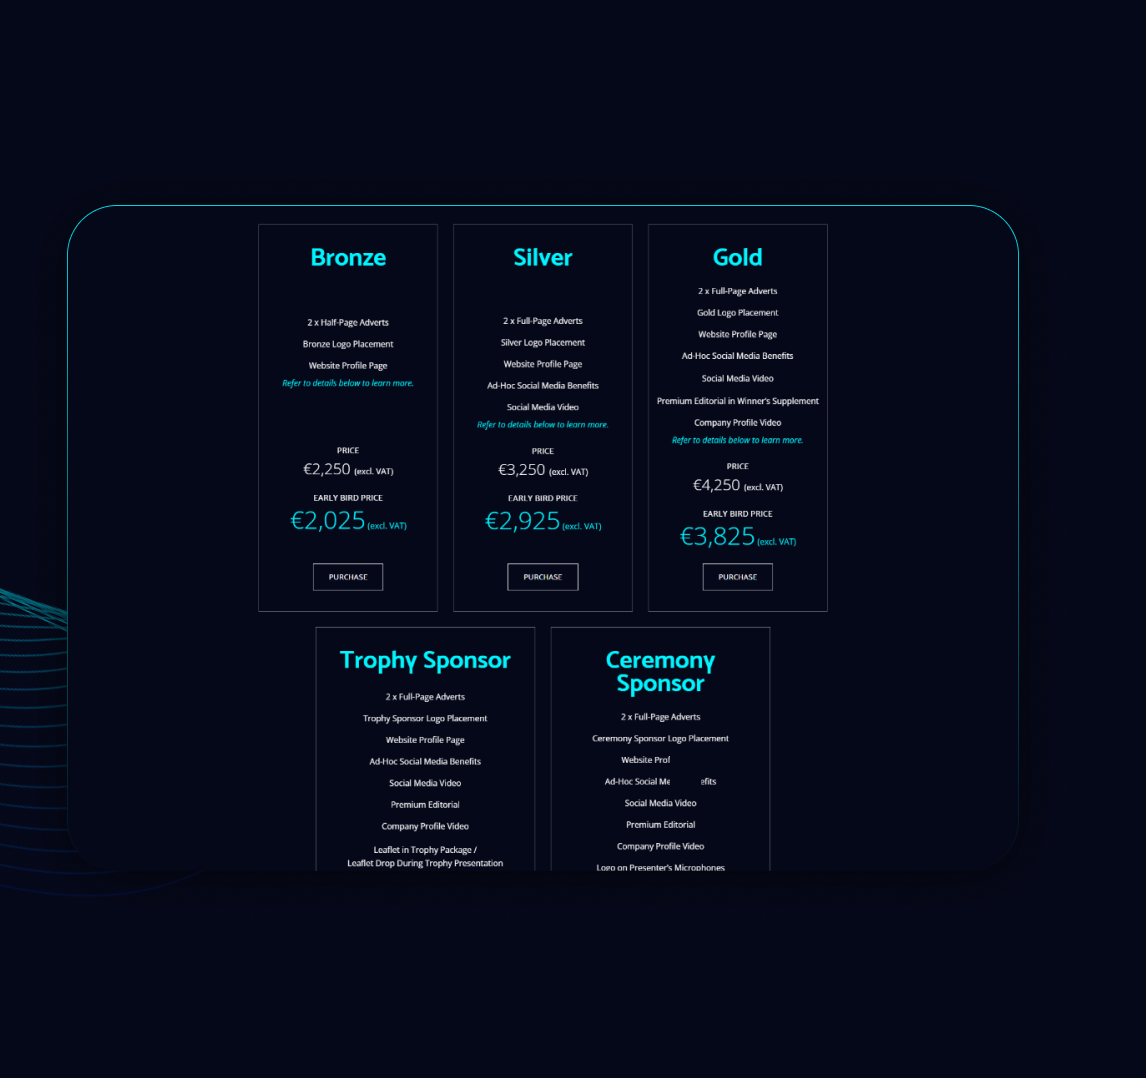 Bronze
2 x Half-Page Adverts
Bronze Logo Placement
Website Profile Page
Refer to details below to learn more.
PRICE
€2,250 (excl. VAT)
EARLY BIRD PRICE
€2,025 (excl. VAT)
PURCHASE
Silver
2 x Full-Page Adverts
Silver Logo Placement
Website Profile Page
Ad-Hoc Social Media Benefits
Social Media Video
Refer to details below to learn more.
PRICE
€3,250 (excl. VAT)
EARLY BIRD PRICE
€2,925 (excl. VAT)
PURCHASE
Gold
2 x Full-Page Adverts
Gold Logo Placement
Website Profile Page
Ad-Hoc Social Media Benefits
Social Media Video
Premium Editorial in Winner's Supplement
Company Profile Video
Refer to details below to learn more.
PRICE
€4,250 (excl. VAT)
EARLY BIRD PRICE
€3,825 (excl. VAT)
PURCHASE
Trophy Sponsor
2 x Full-Page Adverts
Trophy Sponsor Logo Placement
Website Profile Page
Ad-Hoc Social Media Benefits
Social Media Video
Premium Editorial
Company Profile Video
Leaflet in Trophy Package /
Leaflet Drop During Trophy Presentation
Ceremony
Sponsor
2 x Full-Page Adverts
Ceremony Sponsor Logo Placement
Website
Ad-Hoc Social
Social Media Video
Premium Editorial
Company Profile Video
Logo on Presenter's Microphones